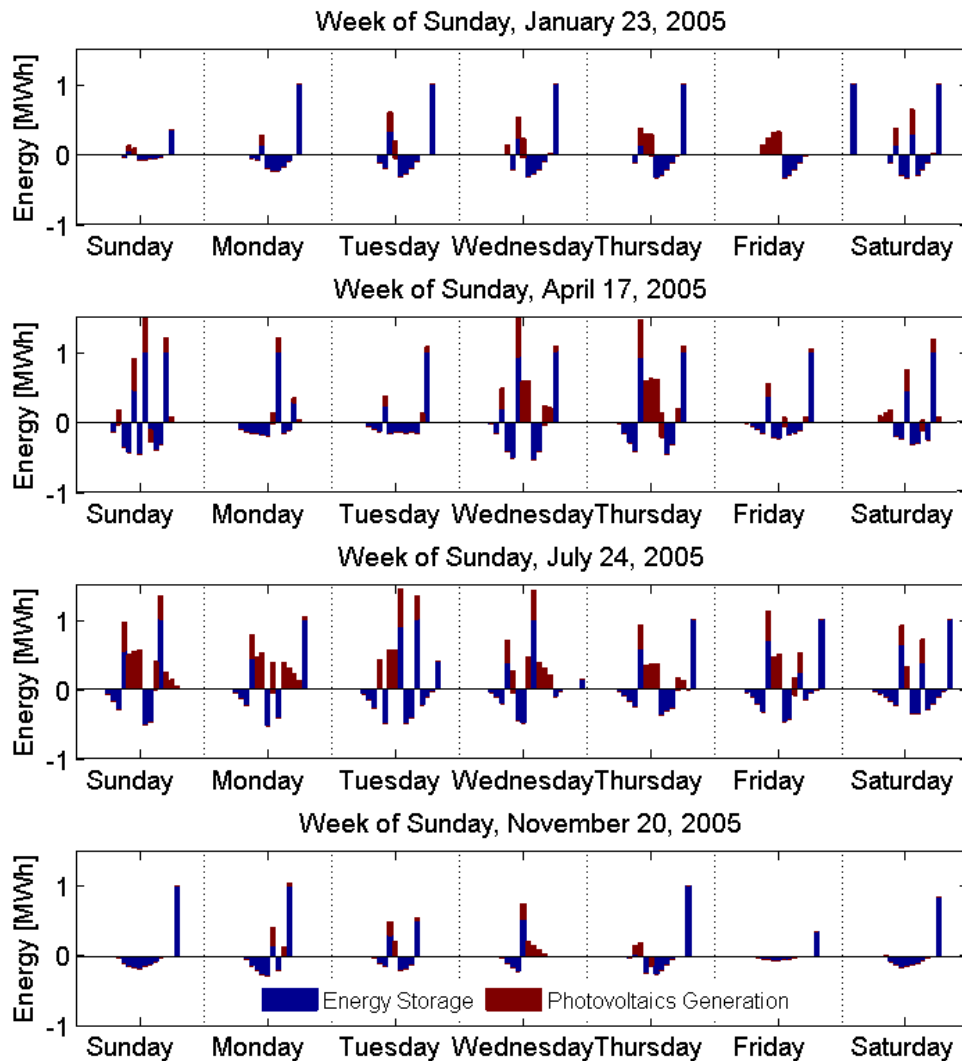 Week of Sunday, January 23, 2005
Energy [MWh]
1
0
-1
Sunday Monday Tuesday Wednesday Thursday Friday Saturday
Week of Sunday, April 17, 2005
Energy [MWh]
1
0
-1
Sunday Monday Tuesday Wednesday Thursday Friday Saturday
Week of Sunday, July 24, 2005
Energy [MWh]
1
0
-1
Sunday Monday Tuesday Wednesday Thursday Friday Saturday
Week of Sunday, November 20, 2005
Energy [MWh]
1
0
-1
Energy Storage Photovoltaics Generation
Sunday Monday Tuesday Wednesday Thursday Friday Saturday